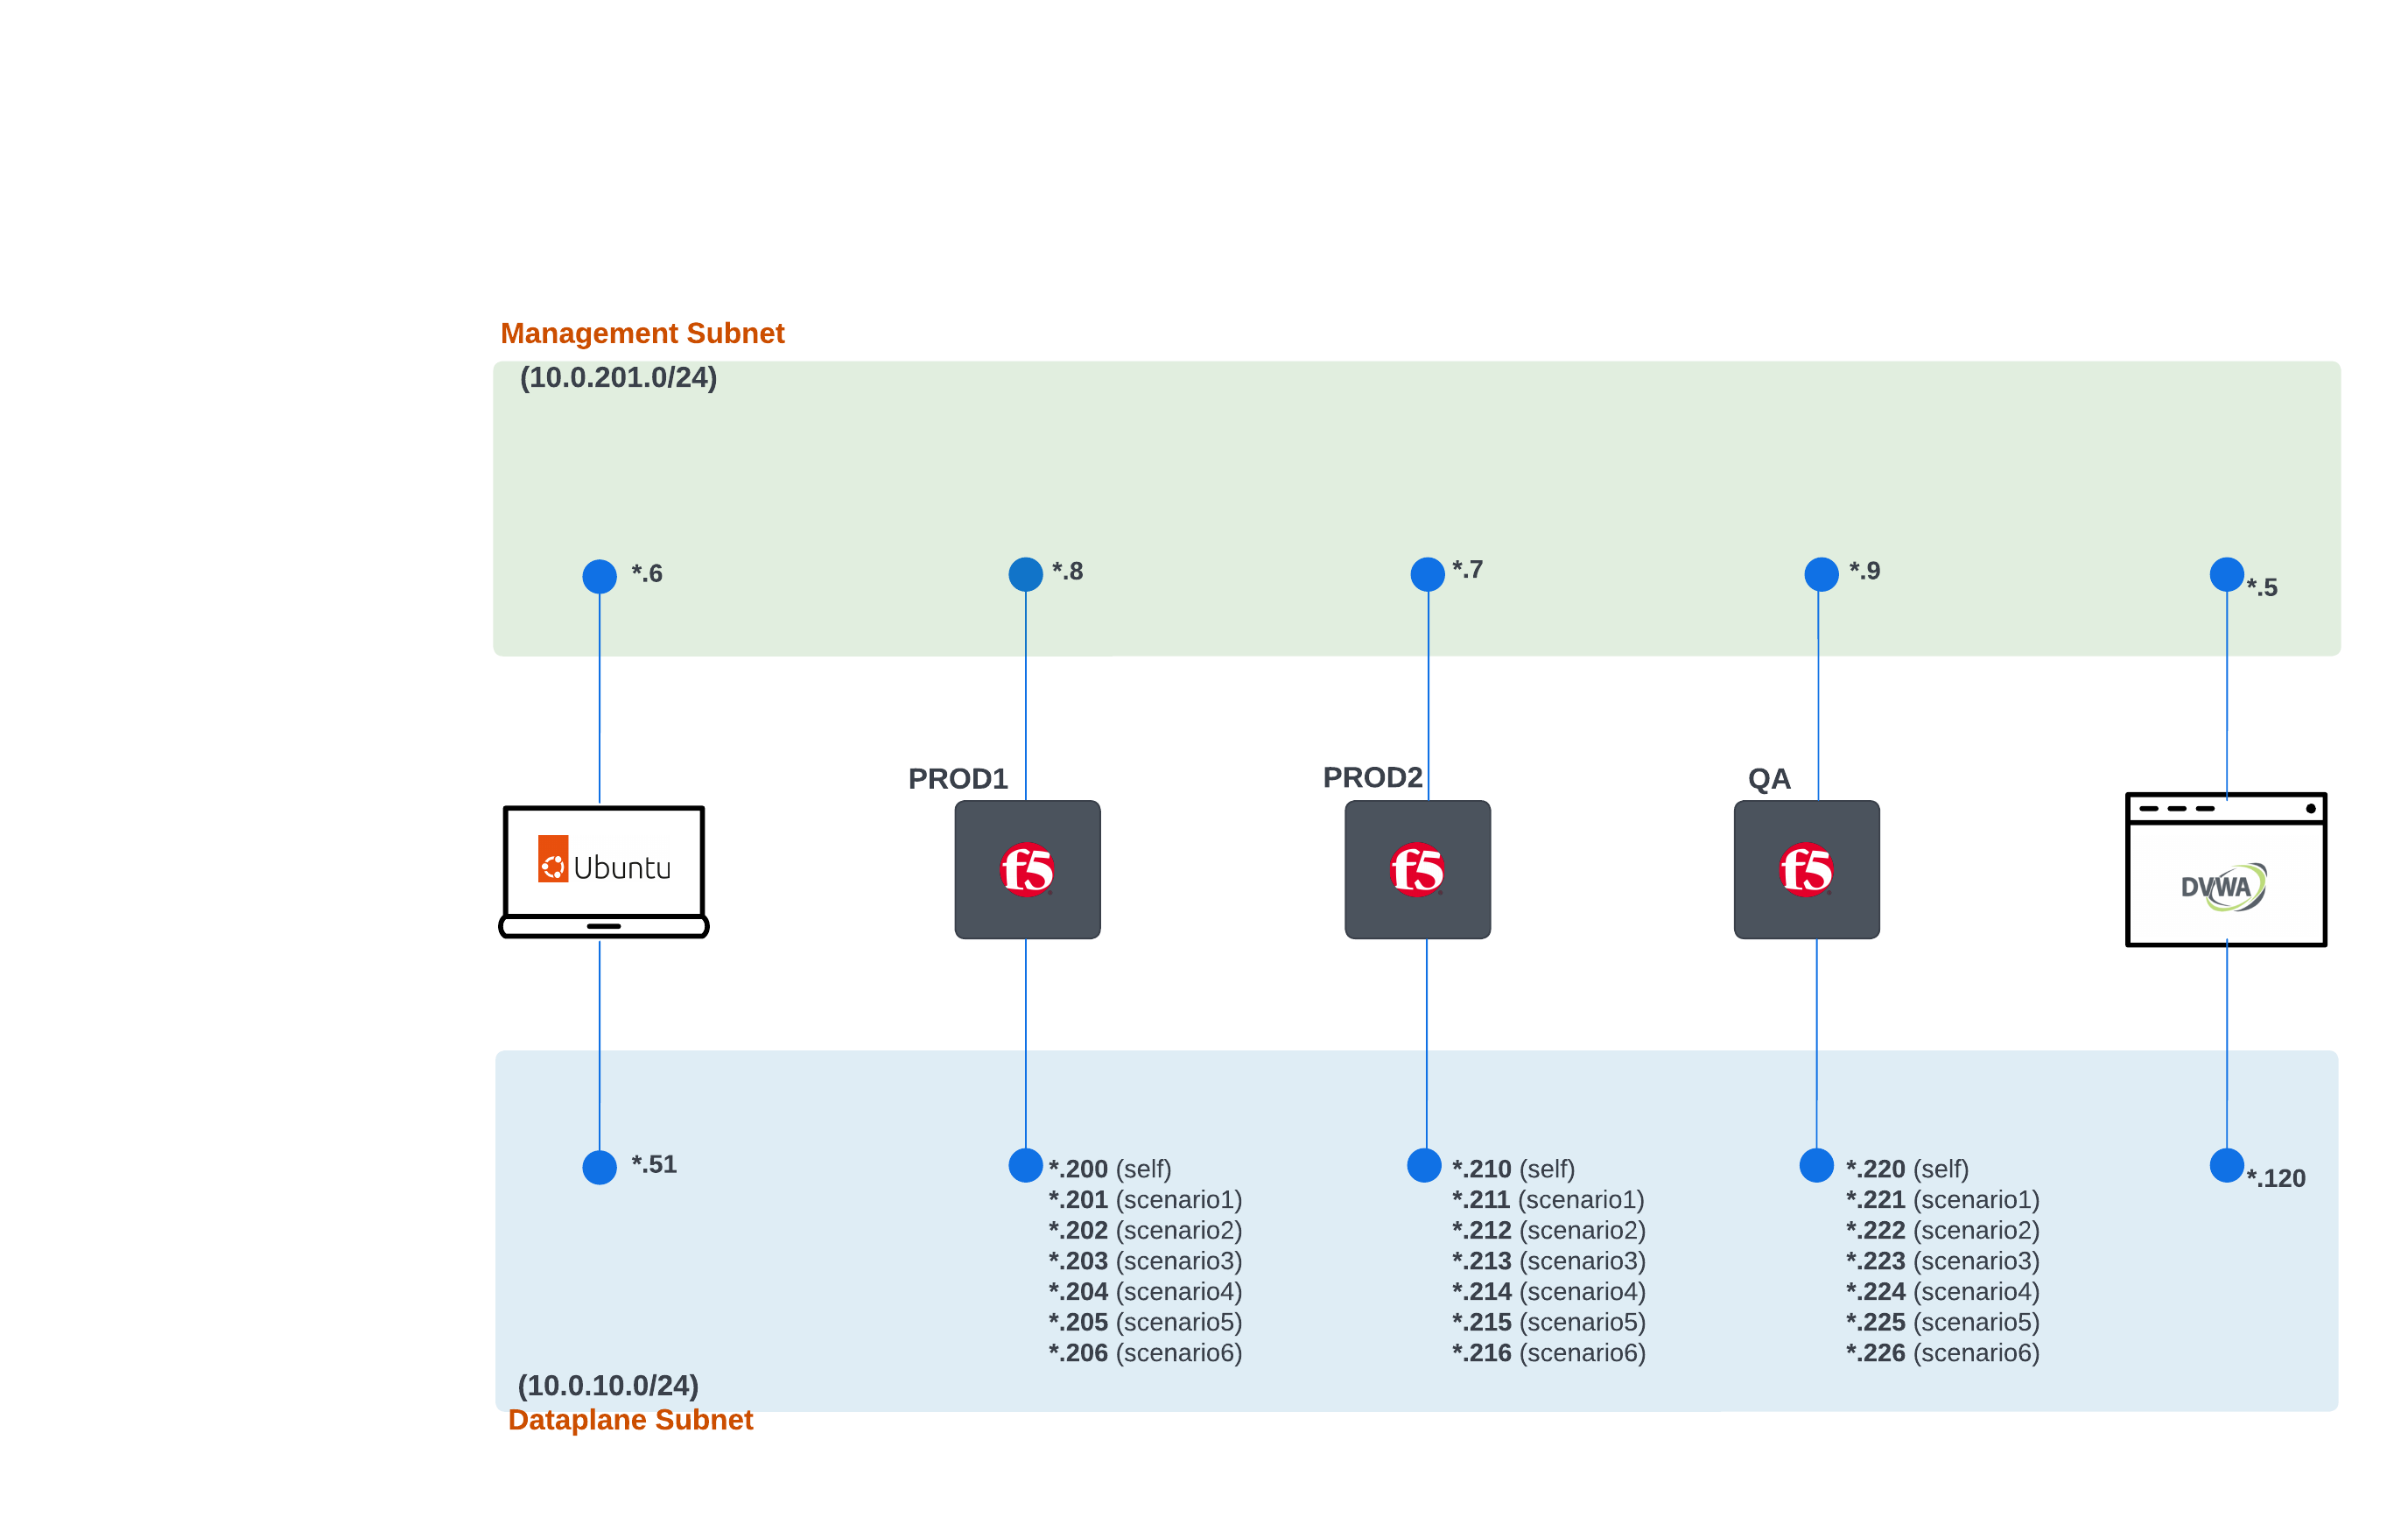 Management Subnet
(10.0.201.0/24)
*.6
*.8
*.7
*.9
*.5
PROD1
PROD2
QA
Ubuntu
f5
f5
f5
DVWA
*.51
*.200 (self)
*.201 (scenario1)
*.202 (scenario2)
*.203 (scenario3)
*.204 (scenario4)
*.205 (scenario5)
*.206 (scenario6)
*.210 (self)
*.211 (scenario1)
*.212 (scenario2)
*.213 (scenario3)
*.214 (scenario4)
*.215 (scenario5)
*.216 (scenario6)
*.220 (self)
*.221 (scenario1)
*.222 (scenario2)
*.223 (scenario3)
*.224 (scenario4)
*.225 (scenario5)
*.226 (scenario6)
*.120
(10.0.10.0/24)
Dataplane Subnet